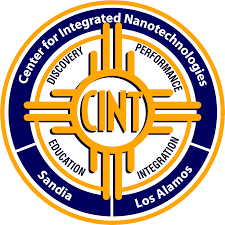 Center for Integrated Nanotechnologies
DISCOVERY
PERFORMANCE
CINT
EDUCATION
INTEGRATION
Sandia
Los Alamos